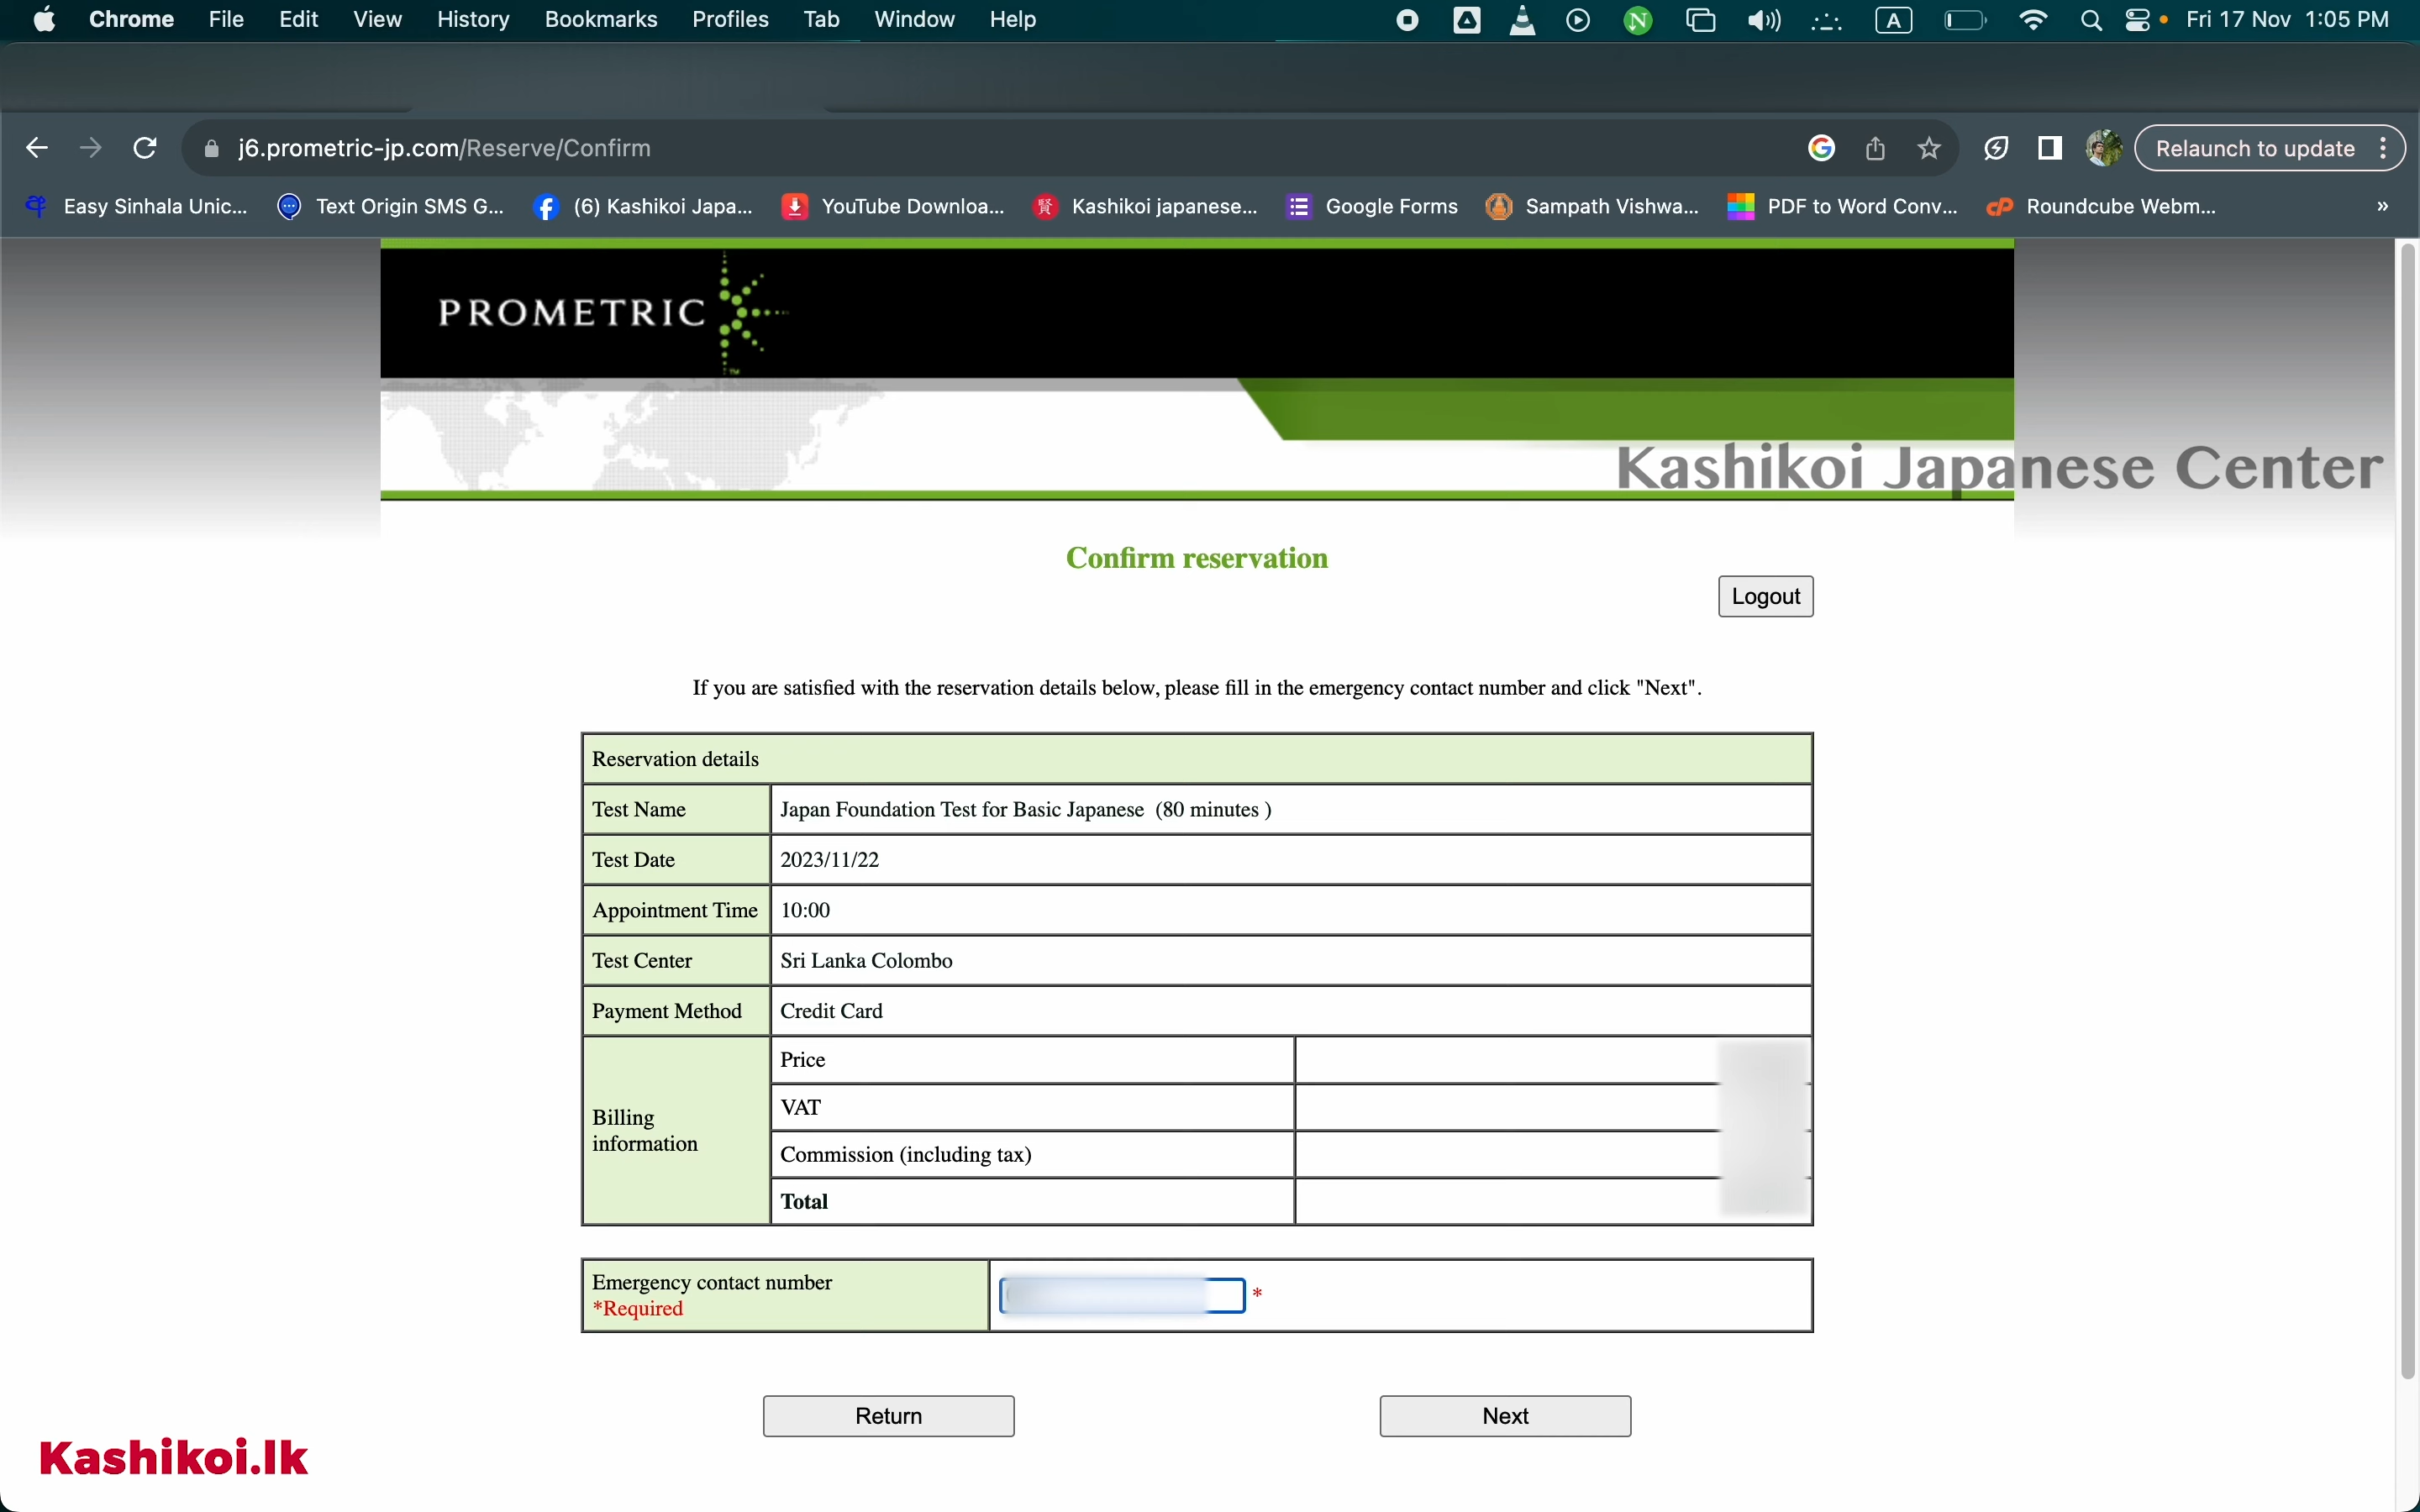 Chrome File Edit View History Bookmarks Profiles Tab Window Help A Fri 17 Nov 1:05 PM
j6.prometric-jp.com/Reserve/Confirm Relaunch to update
Easy Sinhala Unic... Text Origin SMS G... (6) Kashikoi Japa... YouTube Downloa... 賢 Kashikoi japanese... Google Forms Sampath Vishwa... PDF to Word Conv... cP Roundcube Webm... »
PROMETRIC
TM
Kashikoi Japanese Center
Confirm reservation
Logout
If you are satisfied with the reservation details below, please fill in the emergency contact number and click "Next".
Reservation details
Test Name Japan Foundation Test for Basic Japanese (80 minutes )
Test Date 2023/11/22
Appointment Time 10:00
Test Center Sri Lanka Colombo
Payment Method Credit Card
Billing information
Price
VAT
Commission (including tax)
Total
Emergency contact number
*Required *
Return Next
Kashikoi.lk